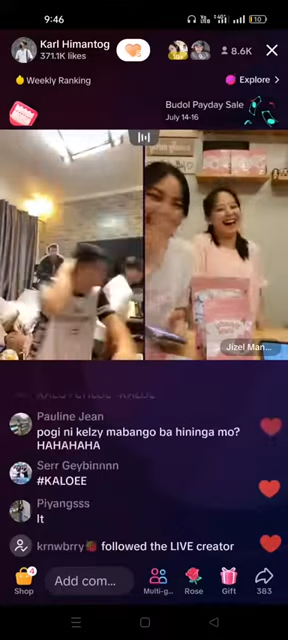 9:46
10
Karl Himantog
371.1K likes
8.6K
Weekly Ranking
Explore >
Budol Payday Sale
July 14-16
Jizel Man...
Pauline Jean
pogi ni kelzy mabango ba hininga mo?
HAHAHAHA
Serr Geybinnnn
#KALOEE
Piyangsss
It
krnwbrry🍓 followed the LIVE creator
4
Add com...
Shop
Multi-g...
Rose
Gift
383